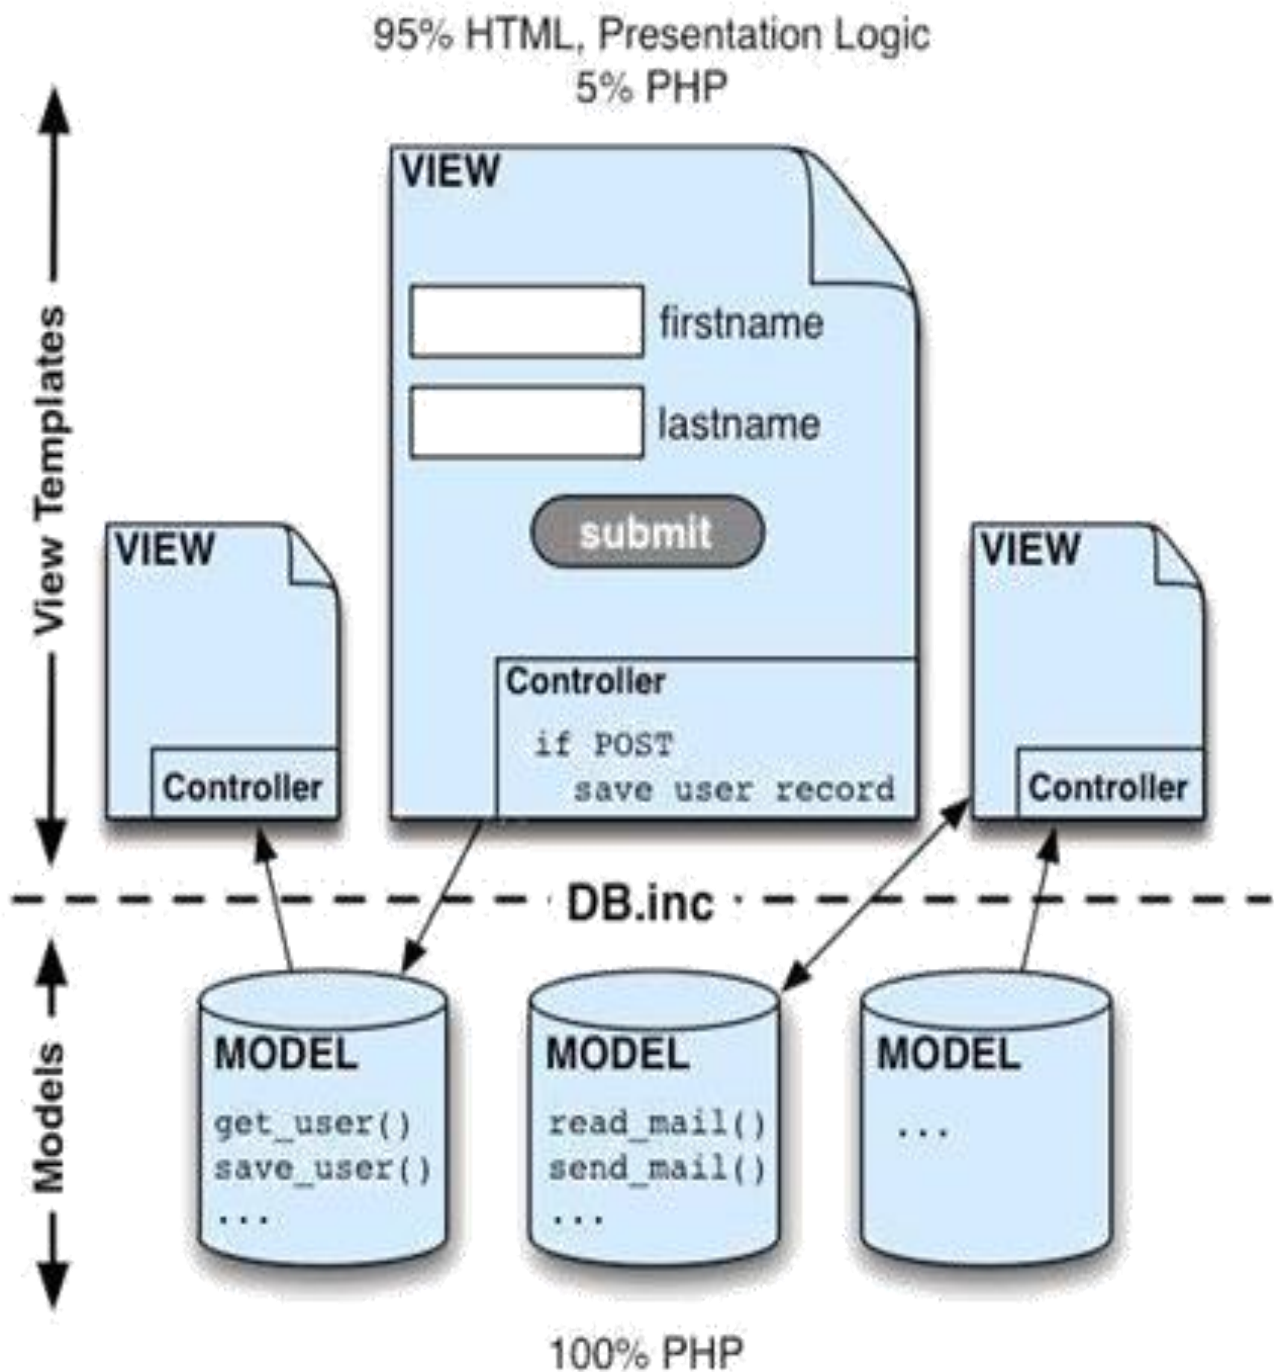 95% HTML, Presentation Logic
5% PHP
View Templates
VIEW
firstname
lastname
submit
Controller
if POST
save user record
VIEW
Controller
VIEW
Controller
DB.inc
Models
MODEL
get_user()
save_user()
...
MODEL
read_mail()
send_mail()
...
MODEL
...
100% PHP